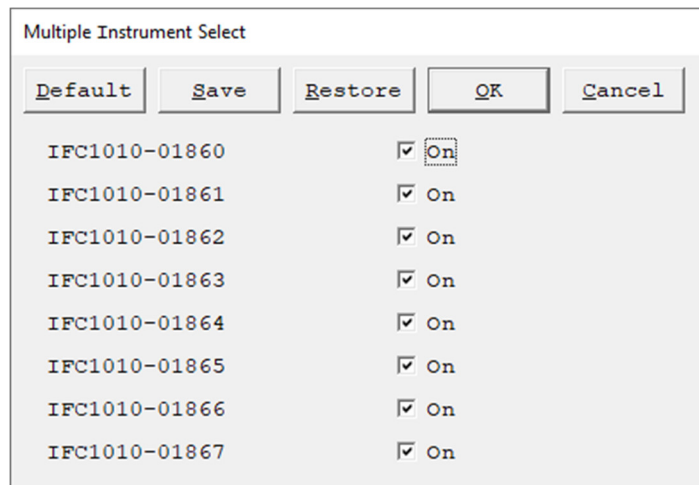 Multiple Instrument Select
Default Save Restore OK Cancel
IFC1010-01860 On
IFC1010-01861 On
IFC1010-01862 On
IFC1010-01863 On
IFC1010-01864 On
IFC1010-01865 On
IFC1010-01866 On
IFC1010-01867 On